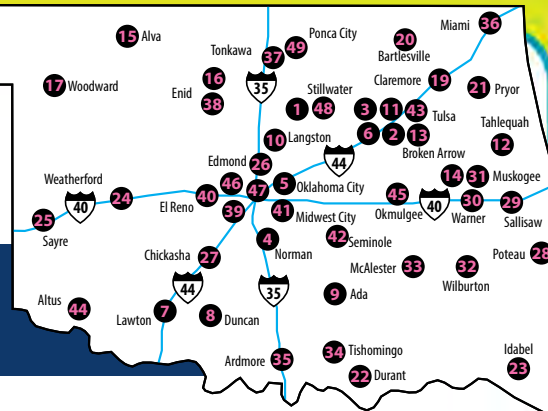 36
Miami
15 Alva
Ponca City
49
20
Bartlesville
Tonkawa
37
16
Claremore 19
17 Woodward
35
21
Pryor
Enid
38
Stillwater
1 48
3 11 43
Tulsa
Tahlequah
12
10
Langston
6 2 13
Broken Arrow
Edmond
26
44
Weatherford
24
46
47
5 Oklahoma City
14 31
Muskogee
40
El Reno
40
39
41
Midwest City
45
Okmulgee
40
30
Warner
29
Sallisaw
25
Sayre
4
Norman
42
Seminole
Poteau 28
Chickasha
27
McAlester 33
32
Wilburton
44
35
9
Ada
Altus
44
7
Lawton
8
Duncan
Ardmore 35
34 Tishomingo
22 Durant
Idabel
23